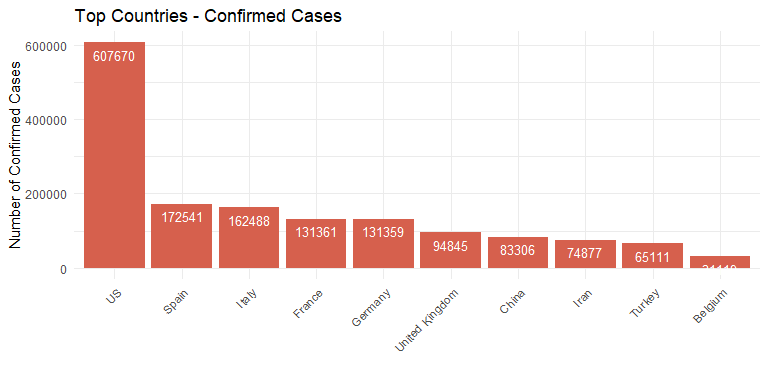 Top Countries - Confirmed Cases
Number of Confirmed Cases
600000
400000
200000
0
607670
172541
162488
131361
131359
94845
83306
74877
65111
US
Spain
Italy
France
Germany
United Kingdom
China
Iran
Turkey
Belgium